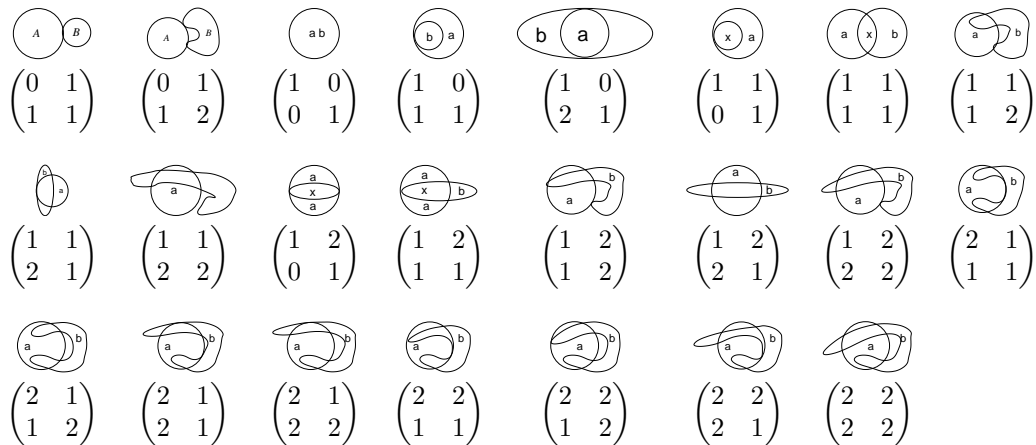 A B A B a b b a b a x a a x b a b
0 1 0 1 1 0 1 0 1 0 1 1 1 1 1 1
1 1 1 2 0 1 1 1 2 1 0 1 1 1 1 2
b a a a x a a x b a b a b a b a b
1 1 1 1 1 2 1 2 1 2 1 2 1 2 2 1
2 1 2 2 0 1 1 1 1 2 2 1 2 2 1 1
a b A b a b a b a b a b a b
2 1 2 1 2 1 2 2 2 2 2 2 2 2
1 2 2 1 2 2 1 1 1 2 2 1 2 2